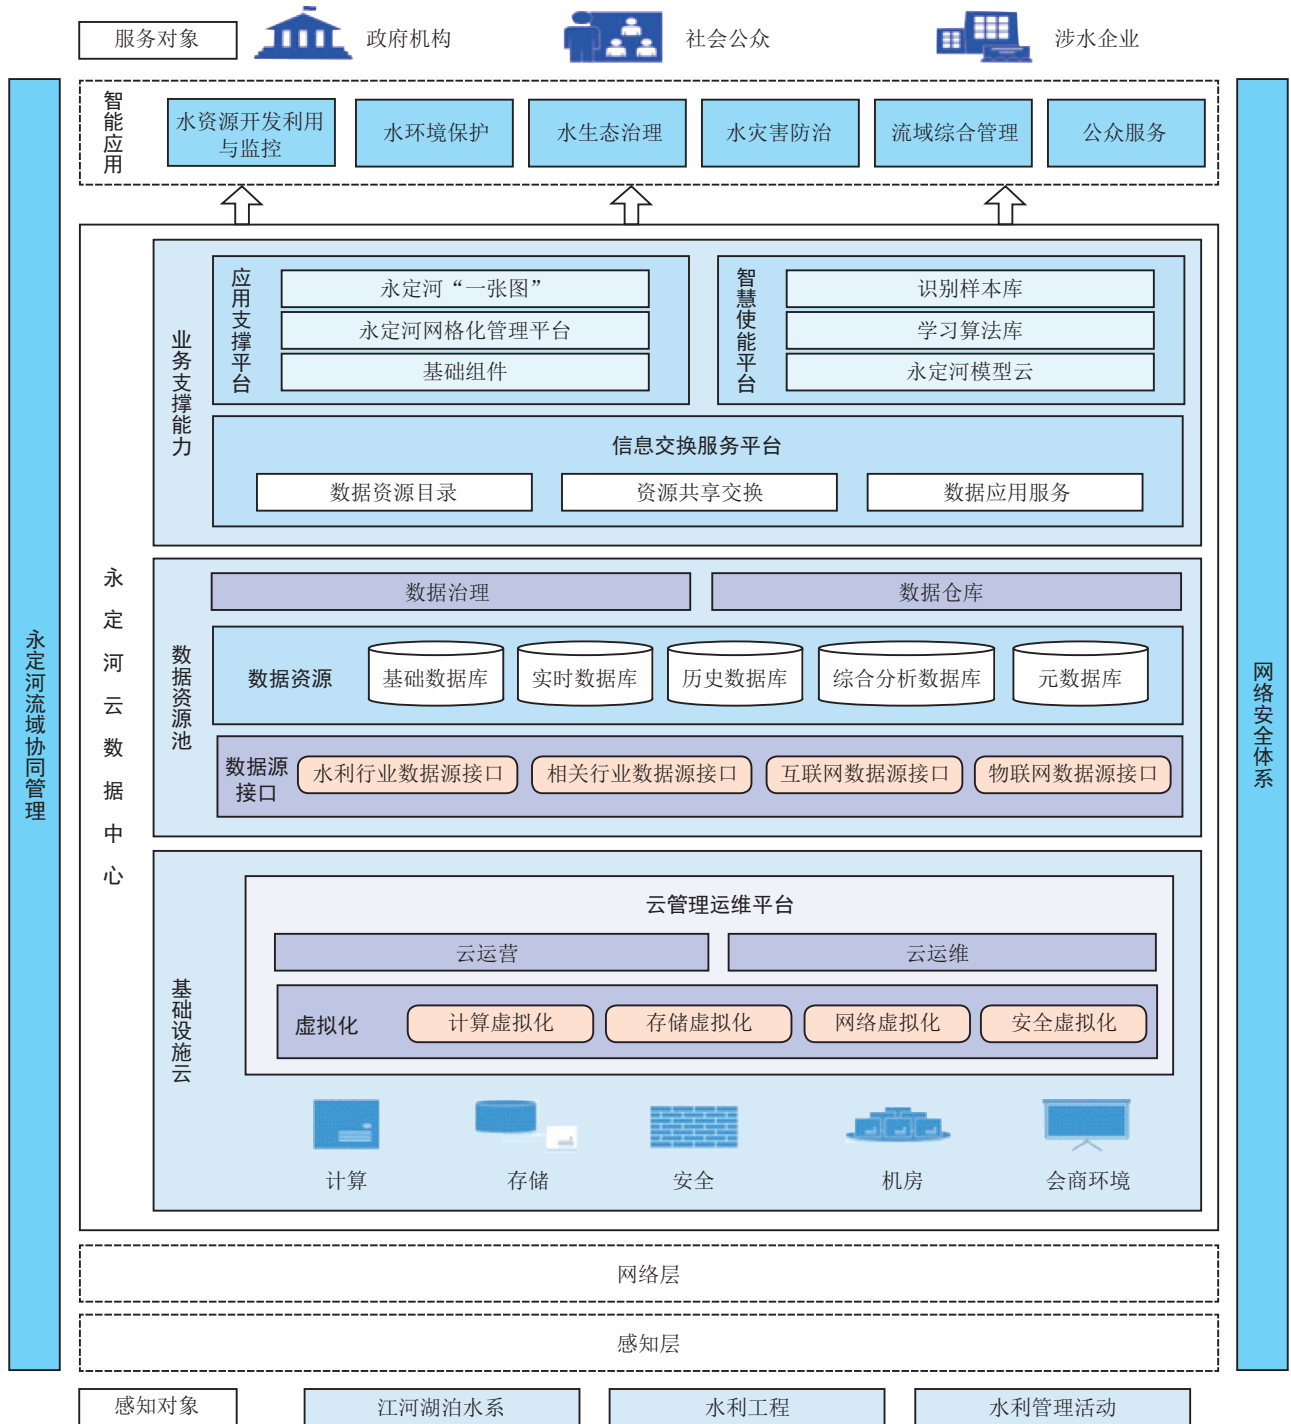 服务对象
政府机构
社会公众
涉水企业
智能应用
水资源开发利用
与监控
水环境保护
水生态治理
水灾害防治
流域综合管理
公众服务
永定河流域协同管理
网络安全体系
永定河云数据中心
业务支撑能力
应用支撑平台
永定河“一张图”
永定河网格化管理平台
基础组件
智慧使能平台
识别样本库
学习算法库
永定河模型云
信息交换服务平台
数据资源目录
资源共享交换
数据应用服务
数据资源池
数据治理
数据仓库
数据资源
基础数据库
实时数据库
历史数据库
综合分析数据库
元数据库
数据源
接口
水利行业数据源接口
相关行业数据源接口
互联网数据源接口
物联网数据源接口
基础设施云
云管理运维平台
云运营
云运维
虚拟化
计算虚拟化
存储虚拟化
网络虚拟化
安全虚拟化
计算
存储
安全
机房
会商环境
网络层
感知层
感知对象
江河湖泊水系
水利工程
水利管理活动